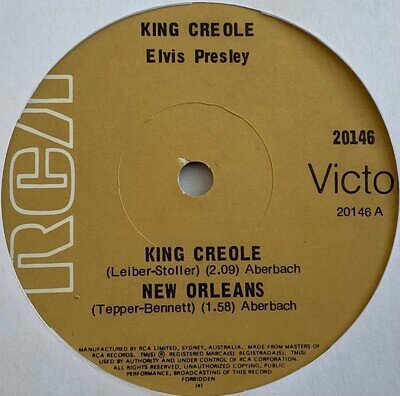 KING CREOLE
Elvis Presley
RCA
20146
Victo
20146 A
KING CREOLE
(Leiber-Stoller) (2.09) Aberbach
NEW ORLEANS
(Tepper-Bennett) (1.58) Aberbach
MANUFACTURED BY RCA LIMITED, SYDNEY, AUSTRALIA. MADE FROM MASTERS OF
RCA RECORDS. TM(S) ® REGISTERED MARCA(S) REGISTRADA(S). TM(S)
USED BY AUTHORITY AND UNDER CONTROL OF RCA CORPORATION.
ALL RIGHTS RESERVED. UNAUTHORIZED COPYING, PUBLIC
PERFORMANCE, BROADCASTING OF THIS RECORD
FORBIDDEN